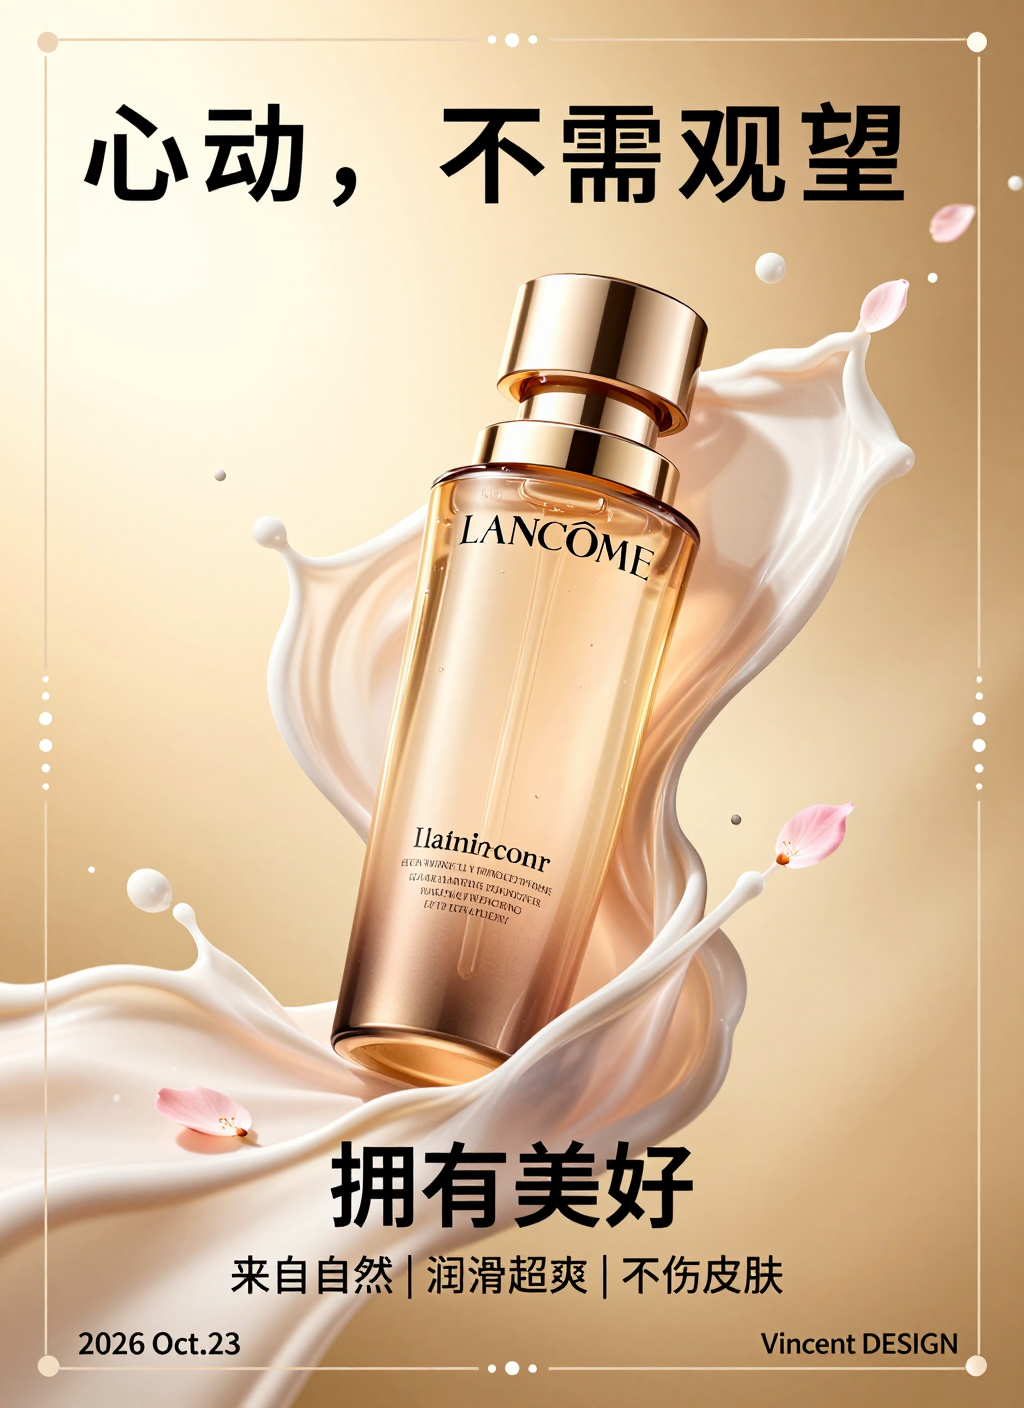 心动，不需观望
LANCÔME
拥有美好
来自自然 | 润滑超爽 | 不伤皮肤
2026 Oct.23
Vincent DESIGN